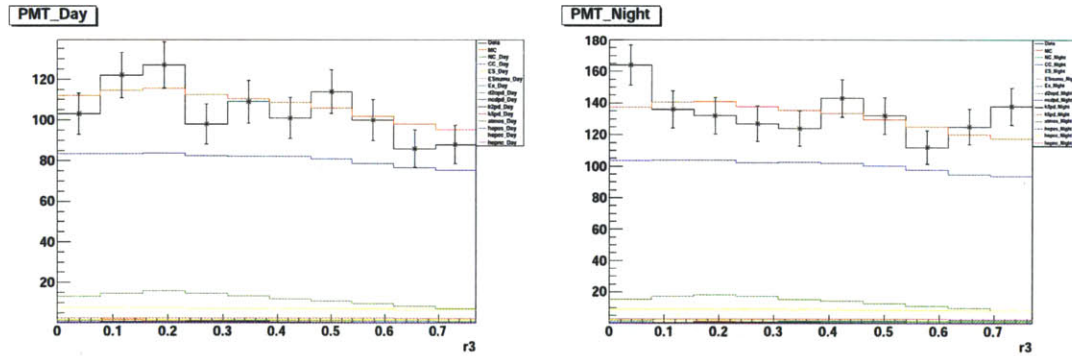 PMT_Day
120
100
80
60
40
20
0
0.1
0.2
0.3
0.4
0.5
0.6
0.7
r3
Data
MC
NC_Day
CC_Day
ES_Day
ESnumu_Day
Ex_Day
PMT_Night
180
160
140
120
100
80
60
40
20
0
0.1
0.2
0.3
0.4
0.5
0.6
0.7
r3
Data
MC
NC_Night
CC_Night
ES_Night
ESnumu_Night
Ex_Night